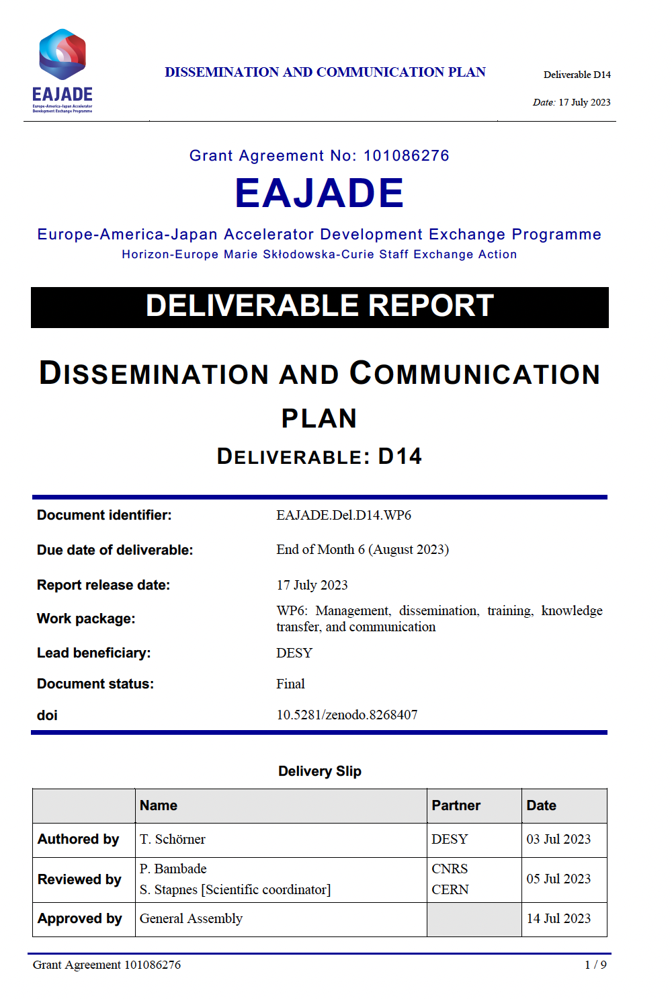 EAJADE
Europe-America-Japan Accelerator
Development Exchange Programme
DISSEMINATION AND COMMUNICATION PLAN
Deliverable D14
Date: 17 July 2023
Grant Agreement No: 101086276
EAJADE
Europe-America-Japan Accelerator Development Exchange Programme
Horizon-Europe Marie Skłodowska-Curie Staff Exchange Action
DELIVERABLE REPORT
DISSEMINATION AND COMMUNICATION
PLAN
DELIVERABLE: D14
Document identifier: EAJADE.Del.D14.WP6
Due date of deliverable: End of Month 6 (August 2023)
Report release date: 17 July 2023
Work package: WP6: Management, dissemination, training, knowledge
transfer, and communication
Lead beneficiary: DESY
Document status: Final
doi 10.5281/zenodo.8268407
Delivery Slip
Name Partner Date
Authored by T. Schörner DESY 03 Jul 2023
Reviewed by P. Bambade CNRS 05 Jul 2023
S. Stapnes [Scientific coordinator] CERN
Approved by General Assembly 14 Jul 2023
Grant Agreement 101086276 1 / 9